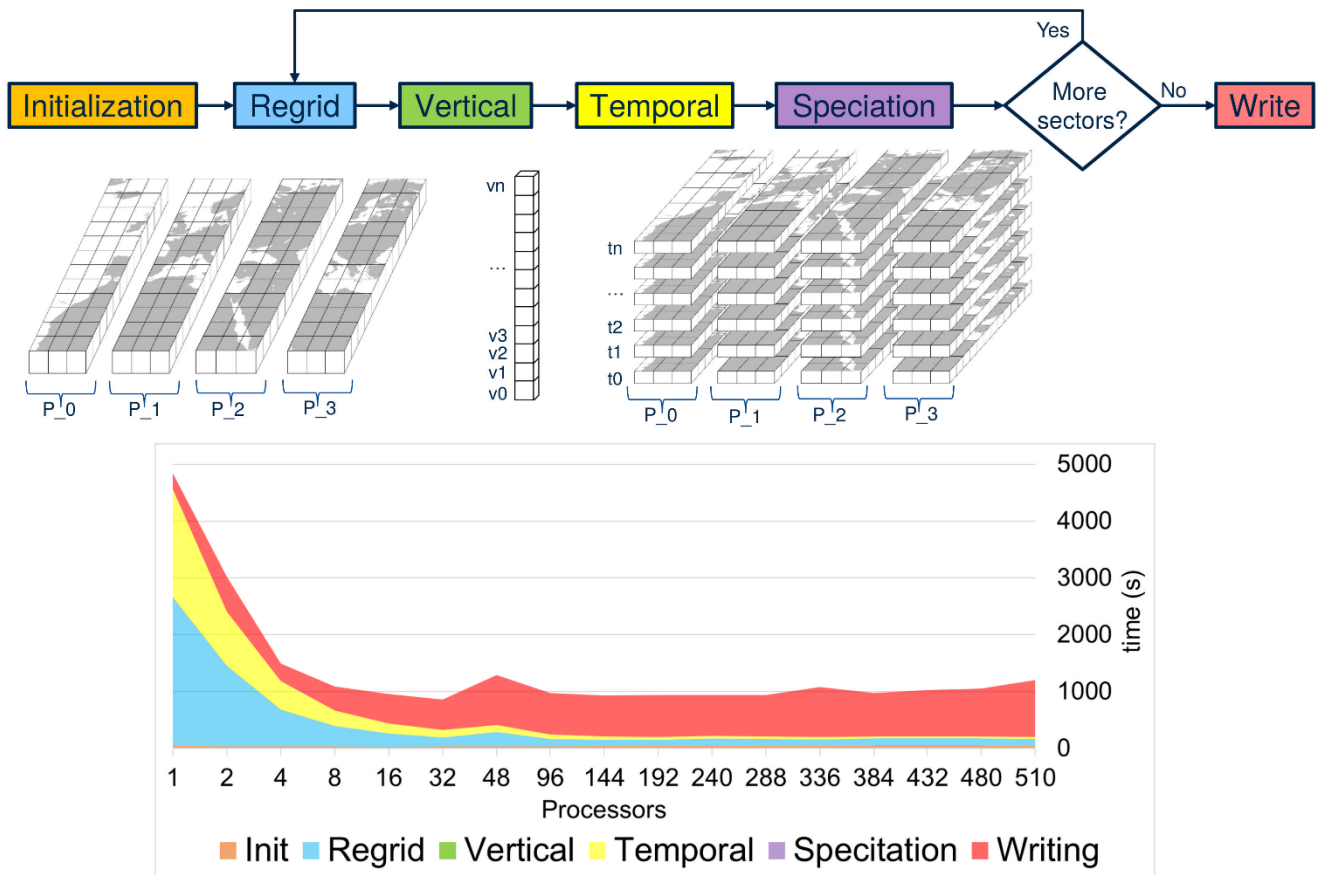 Yes
Initialization Regrid Vertical Temporal Speciation More sectors? No Write
vn
...
v3
v2
v1
v0
tn
...
t2
t1
t0
P_0 P_1 P_2 P_3
P_0 P_1 P_2 P_3
5000
4000
3000
2000
1000
0
time (s)
1 2 4 8 16 32 48 96 144 192 240 288 336 384 432 480 510
Processors
Init Regrid Vertical Temporal Specitation Writing